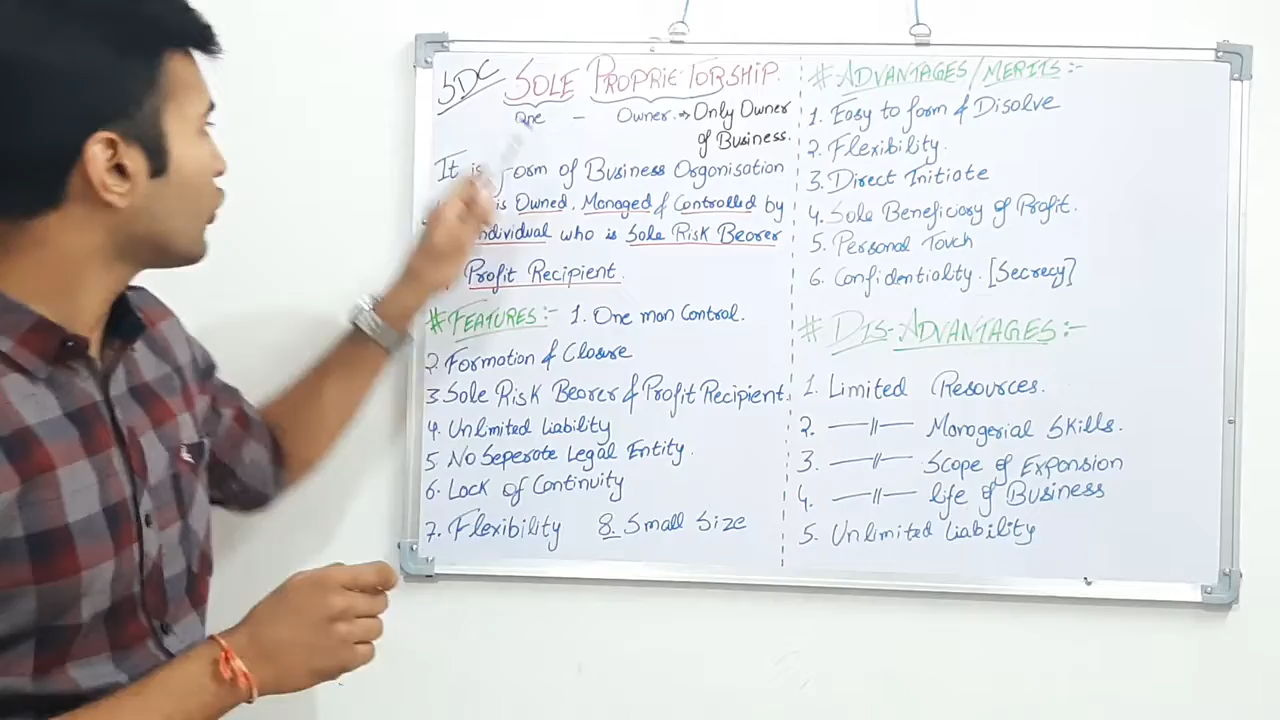 SDC SOLE PROPRIETORSHIP.
One - Owner. → Only Owner
of Business.
It is form of Business Organisation
is Owned, Managed & Controlled by
individual who is Sole Risk Bearer
Profit Recipient.
# FEATURES:- 1. One man Control.
2. Formation & Closure
3 Sole Risk Bearer & Profit Recipient.
4. Unlimited liability
5 No Seperate Legal Entity.
6. Lack of Continuity
7. Flexibility 8. Small Size
# ADVANTAGES/MERITS:-
1. Easy to form & Dissolve
2. Flexibility.
3. Direct Initiate
4. Sole Beneficiary of Profit.
5. Personal Touch
6. Confidentiality. [Secrecy]
# DIS-ADVANTAGES:-
1. Limited Resources.
2. —||— Managerial Skills.
3. —||— Scope of Expansion
4. —||— life of Business
5. Unlimited liability